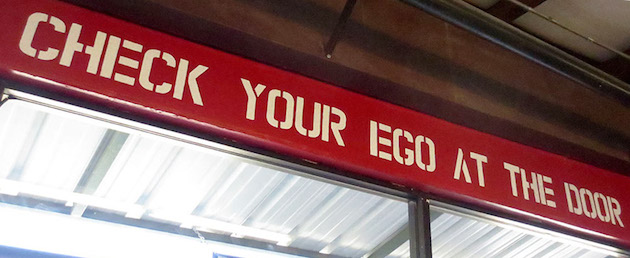 CHECK YOUR EGO AT THE DOOR